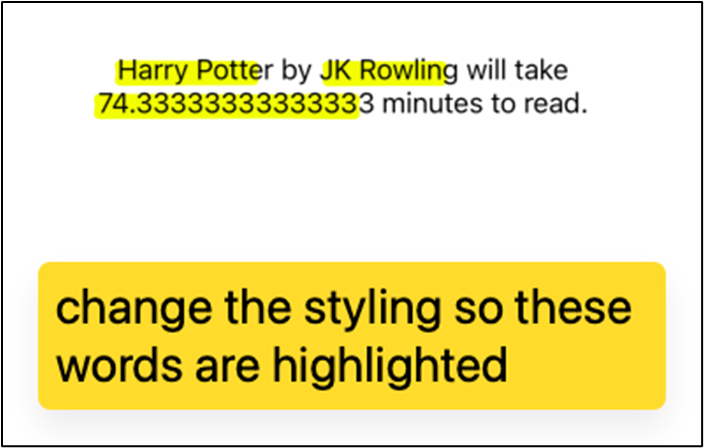 Harry Potter by JK Rowling will take
74.33333333333333 minutes to read.
change the styling so these
words are highlighted